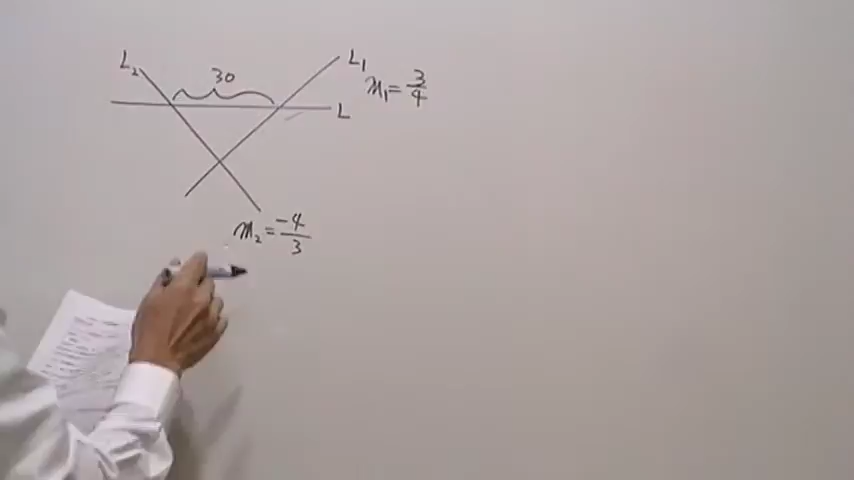 L₂
30
L₁
m₁ = 3/4
L
m₂ = -4/3